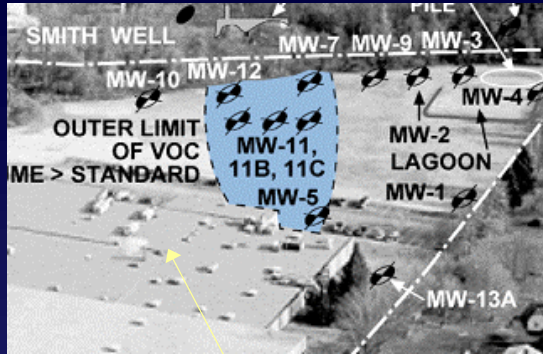 PILE
SMITH WELL
MW-7 MW-9 MW-3
MW-10 MW-12
MW-4
OUTER LIMIT
OF VOC
UME > STANDARD
MW-11,
11B, 11C
MW-2
LAGOON
MW-5
MW-1
MW-13A